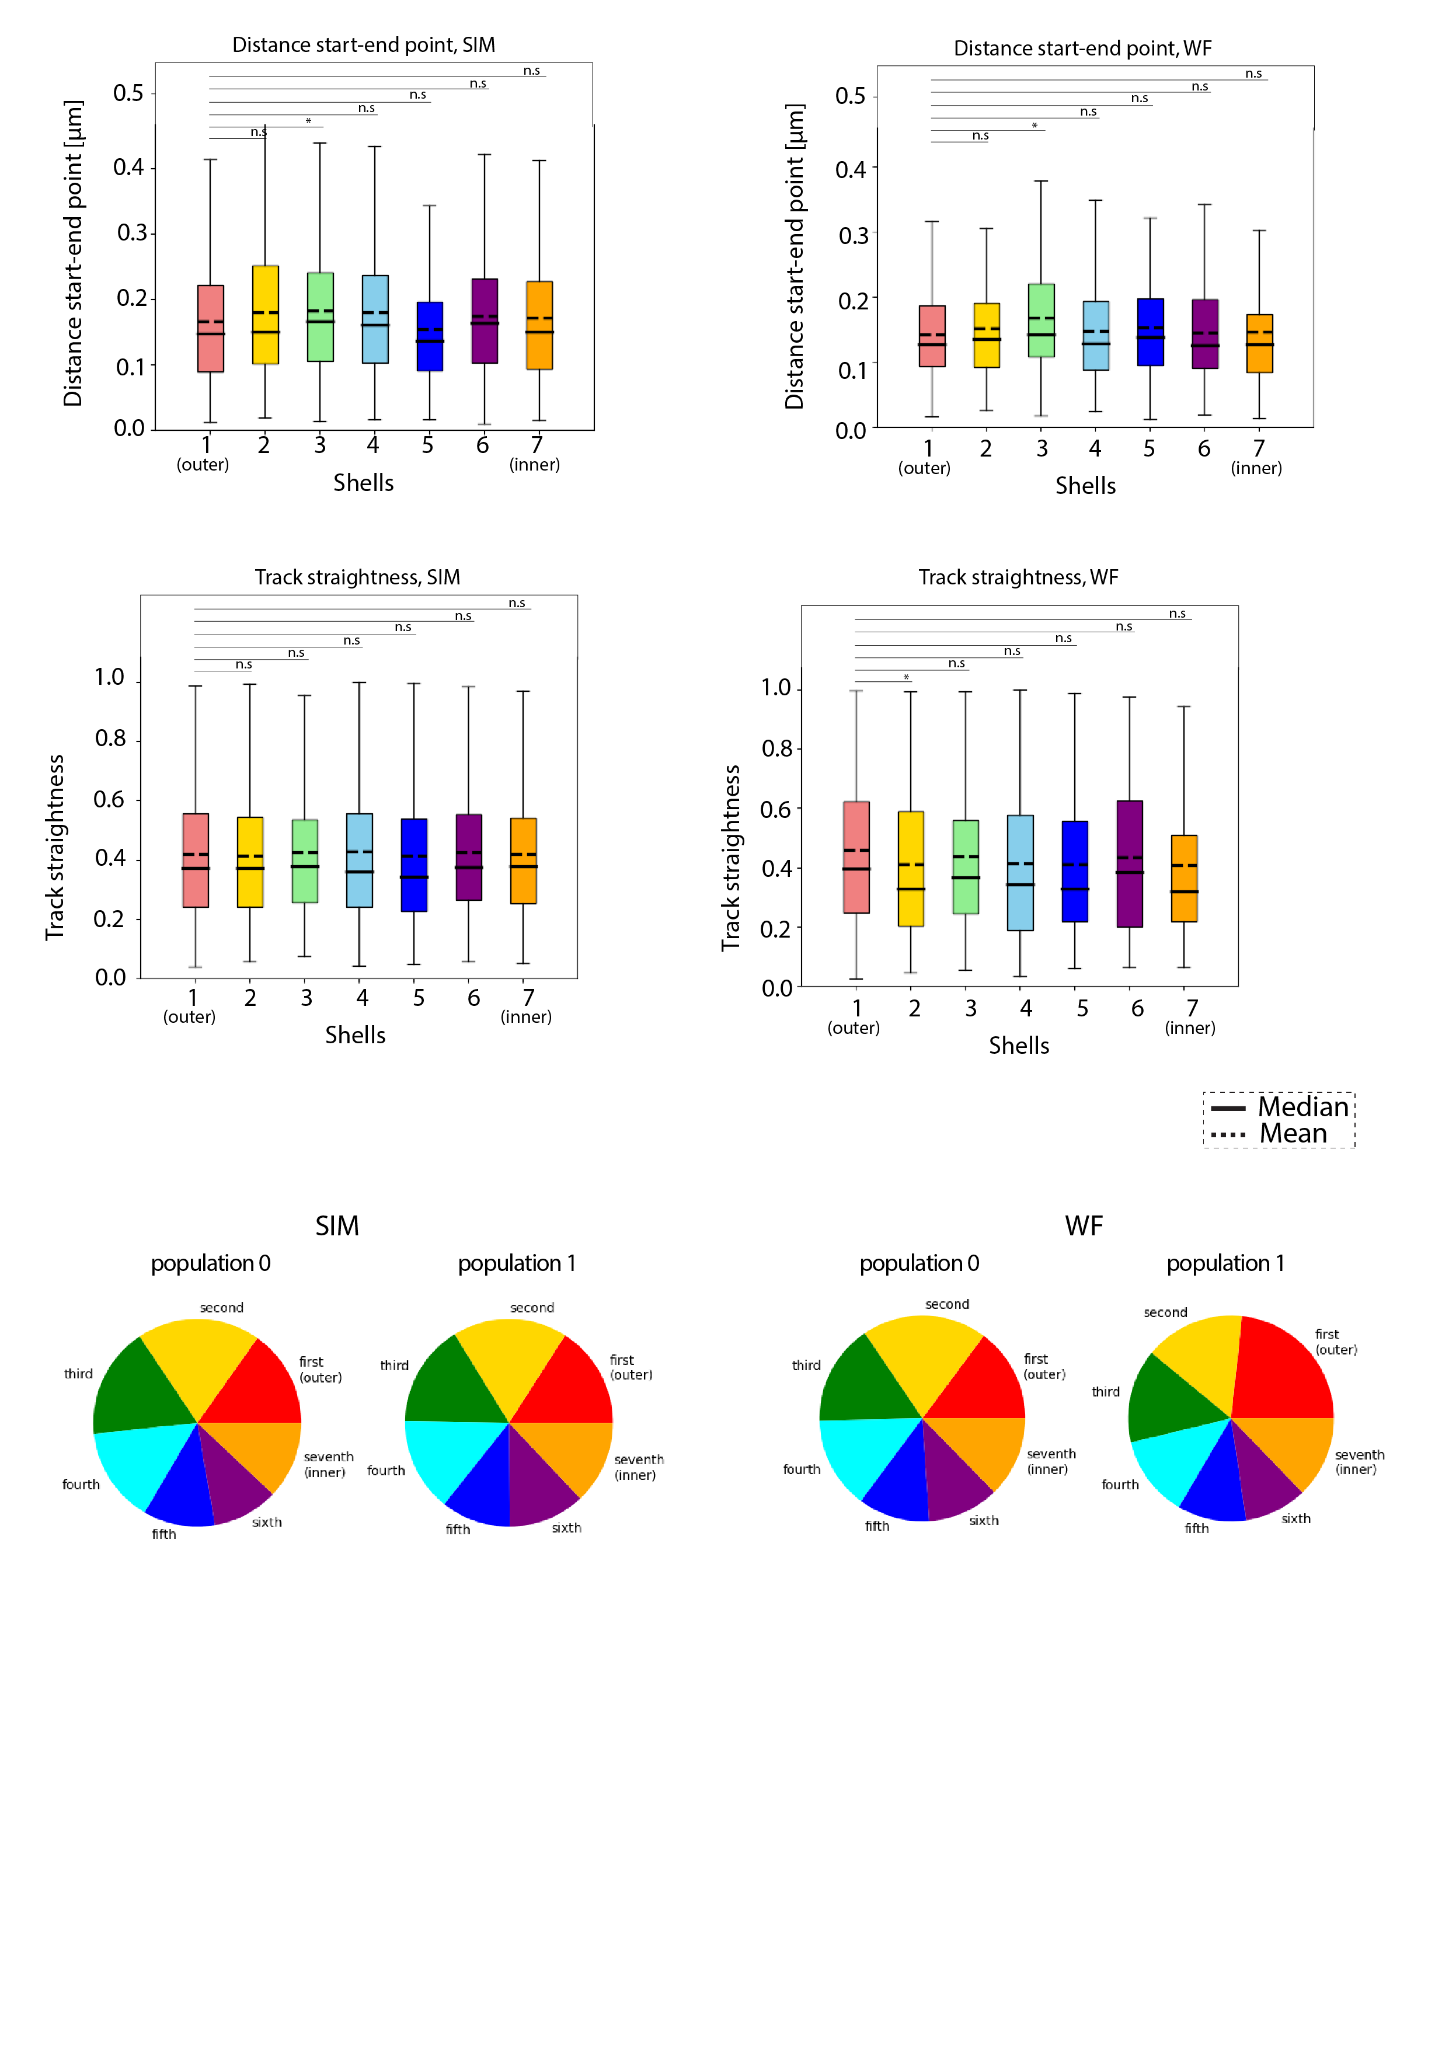 Distance start-end point, SIM
n.s
n.s
n.s
n.s
*
n.s
0.5
0.4
0.3
0.2
0.1
0.0
Distance start-end point [µm]
1 2 3 4 5 6 7
(outer) (inner)
Shells
Distance start-end point, WF
n.s
n.s
n.s
n.s
*
n.s
0.5
0.4
0.3
0.2
0.1
0.0
Distance start-end point [µm]
1 2 3 4 5 6 7
(outer) (inner)
Shells
Track straightness, SIM
n.s
n.s
n.s
n.s
n.s
n.s
1.0
0.8
0.6
0.4
0.2
0.0
Track straightness
1 2 3 4 5 6 7
(outer) (inner)
Shells
Track straightness, WF
n.s
n.s
n.s
n.s
n.s
*
1.0
0.8
0.6
0.4
0.2
0.0
Track straightness
1 2 3 4 5 6 7
(outer) (inner)
Shells
Median
Mean
SIM
population 0
second
first
(outer)
third
fourth
fifth
sixth
seventh
(inner)
population 1
second
first
(outer)
third
fourth
fifth
sixth
seventh
(inner)
WF
population 0
second
first
(outer)
third
fourth
fifth
sixth
seventh
(inner)
population 1
second
first
(outer)
third
fourth
fifth
sixth
seventh
(inner)